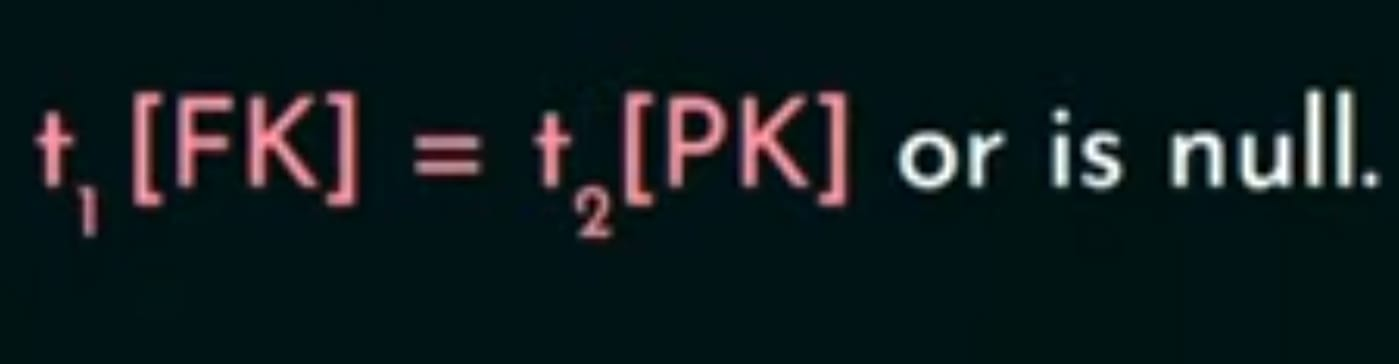 t₁ [FK] = t₂[PK] or is null.